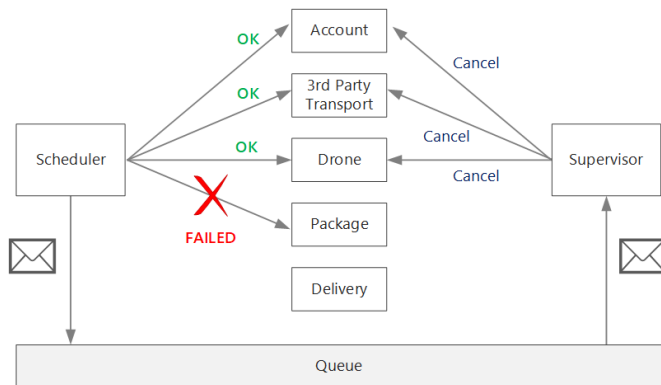 Account
OK
Cancel
3rd Party
Transport
OK
Scheduler
OK
Drone
Cancel
Supervisor
Cancel
Package
FAILED
Delivery
Queue